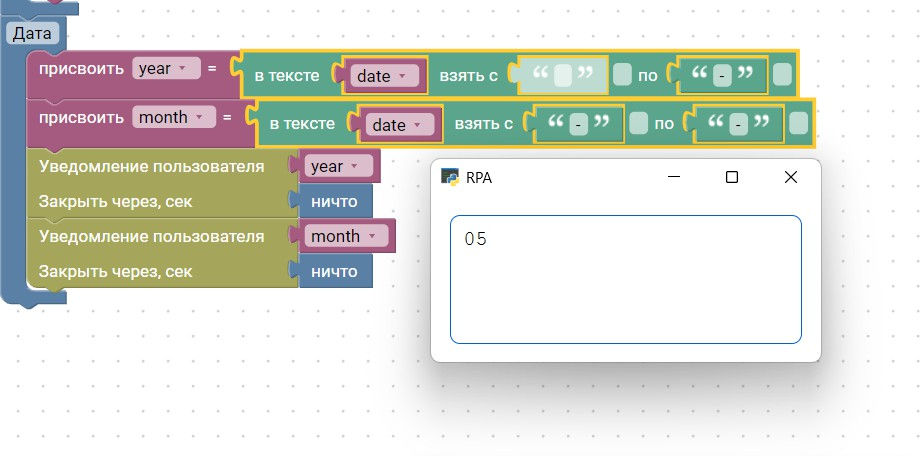 Дата
присвоить year = в тексте date взять с “ ” по “ - ”
присвоить month = в тексте date взять с “ - ” по “ - ”
Уведомление пользователя year
Закрыть через, сек ничто
Уведомление пользователя month
Закрыть через, сек ничто
RPA
05